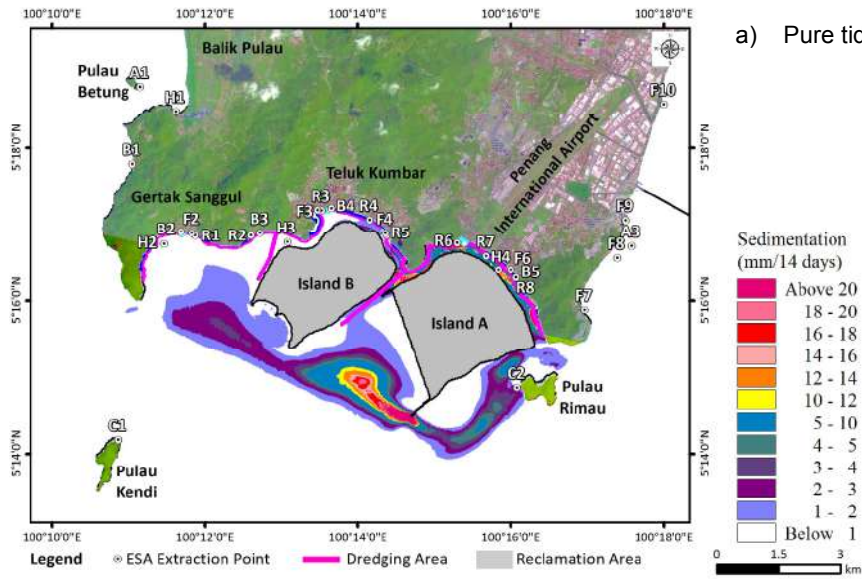 100°10'0"E 100°12'0"E 100°14'0"E 100°16'0"E 100°18'0"E
a) Pure tid
Balik Pulau
Pulau
Betung
A1
H1
F10
5°18'0"N
5°18'0"N
B1
Penang
International Airport
Teluk Kumbar
Gertak Sanggul
R3
B4
R4
F3
F4
R5
B2
F2
H2
R1
R2
B3
H3
R6
R7
H4
F6
B5
R8
F9
A3
F8
F7
5°16'0"N
5°16'0"N
Island B
Island A
C2
Pulau
Rimau
C1
Pulau
Kendi
5°14'0"N
5°14'0"N
100°10'0"E 100°12'0"E 100°14'0"E 100°16'0"E 100°18'0"E
Sedimentation
(mm/14 days)
Above 20
18 - 20
16 - 18
14 - 16
12 - 14
10 - 12
5 - 10
4 - 5
3 - 4
2 - 3
1 - 2
Below 1
0 1.5 3
km
Legend ESA Extraction Point Dredging Area Reclamation Area